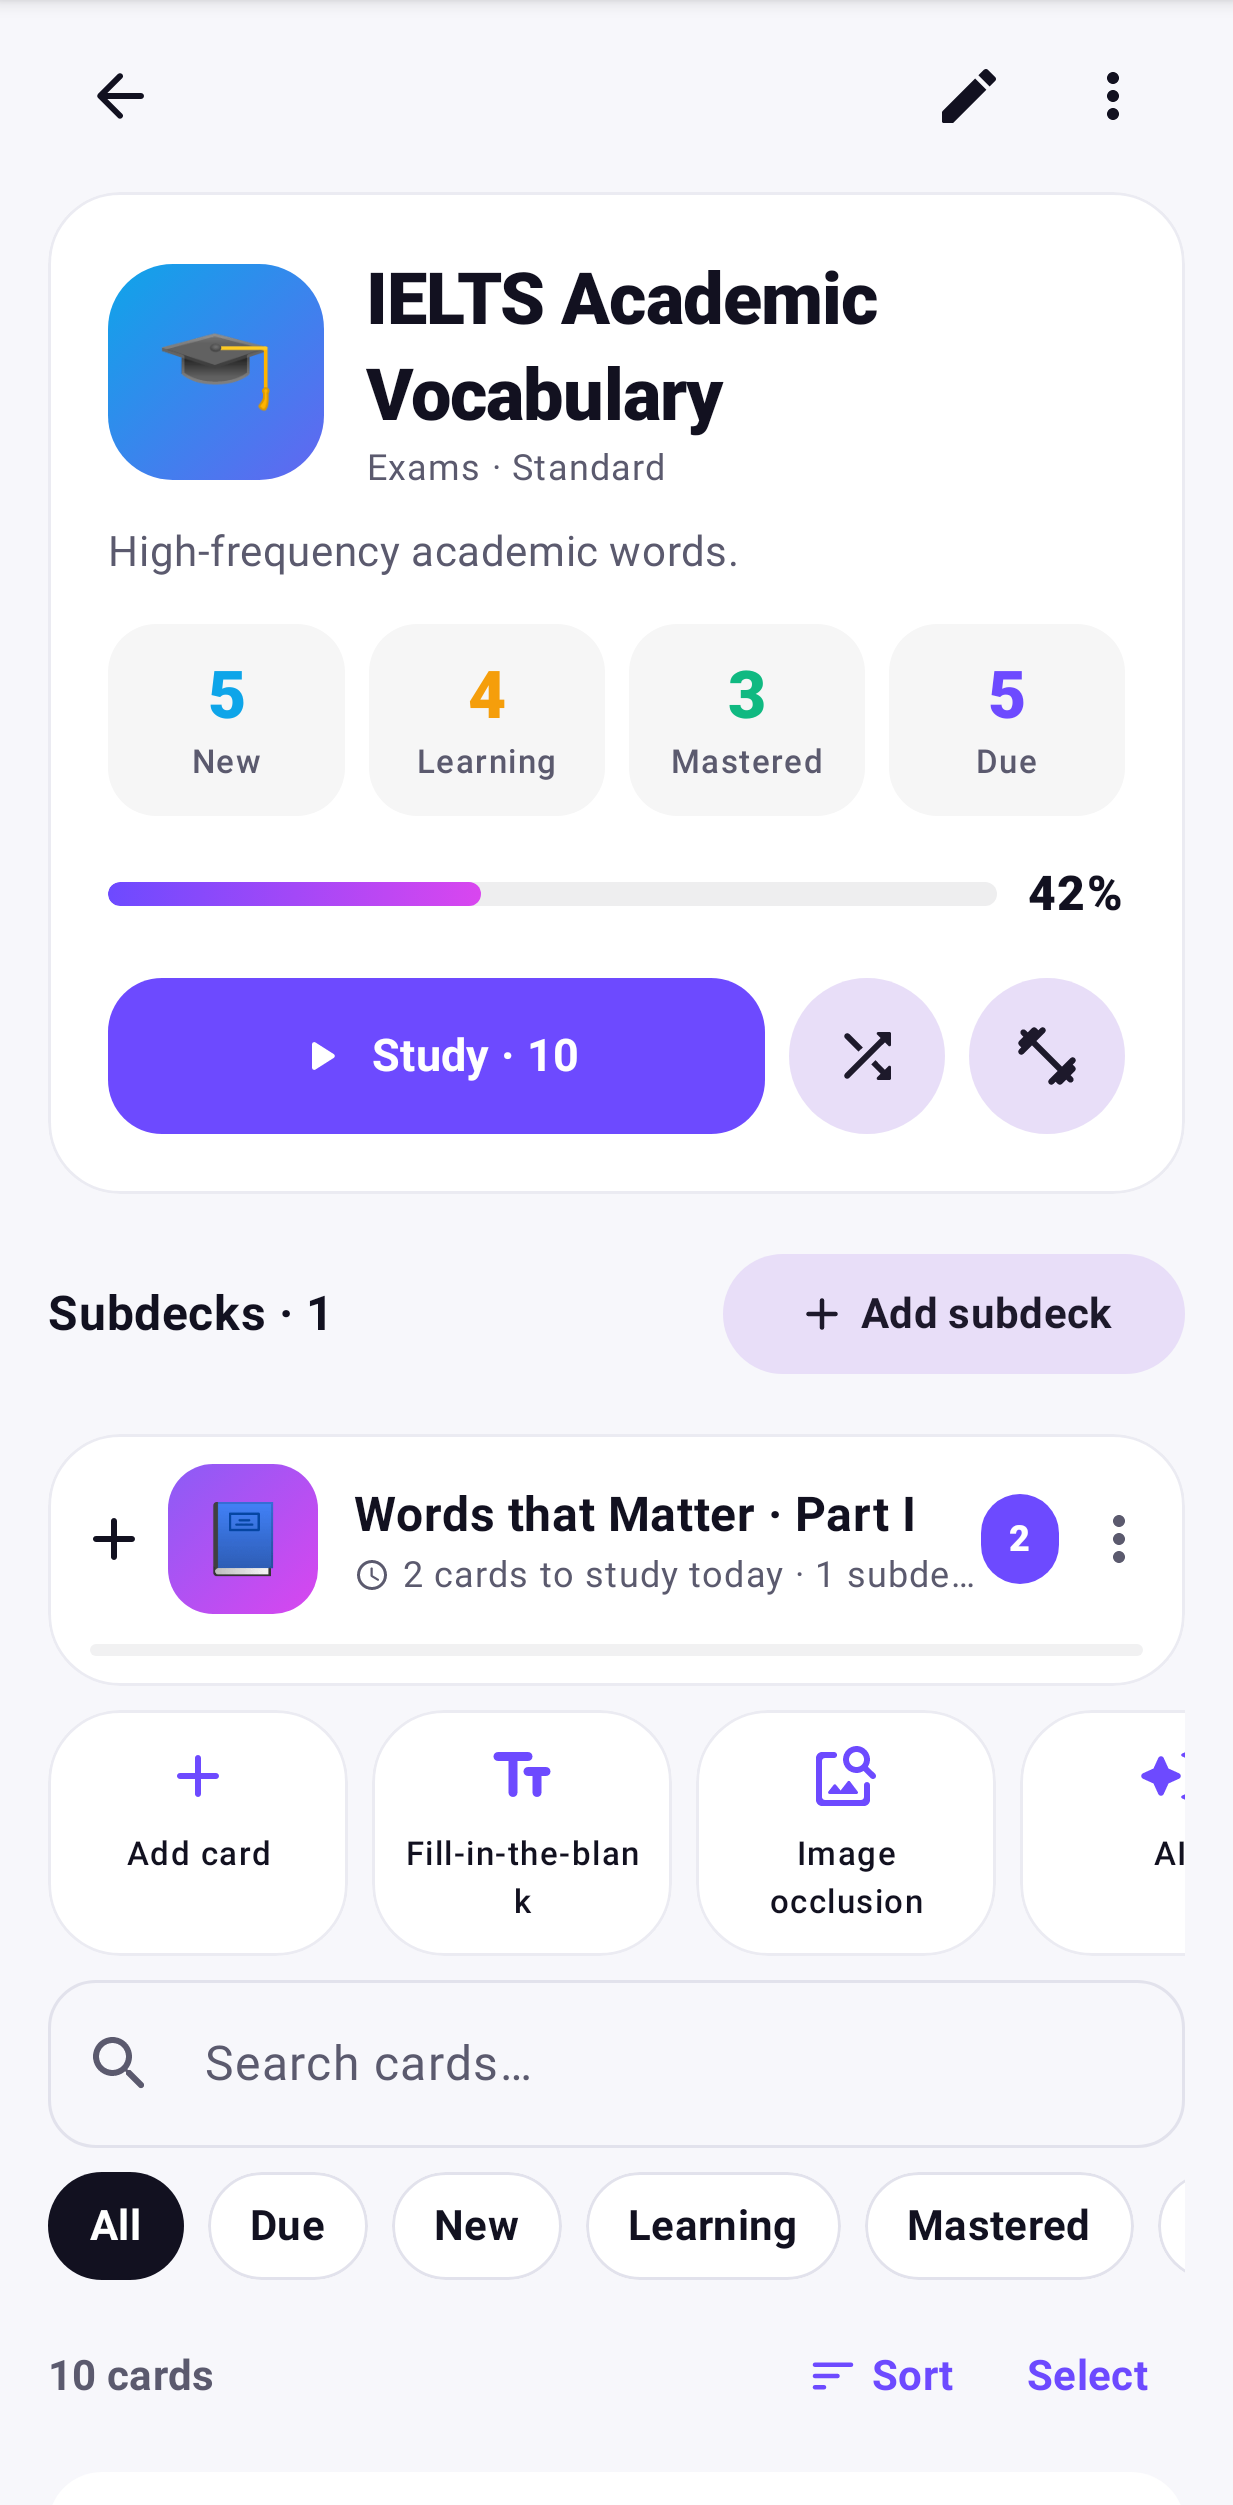 IELTS Academic
Vocabulary
Exams · Standard
High-frequency academic words.
5
New
4
Learning
3
Mastered
5
Due
42%
Study · 10
Subdecks · 1
Add subdeck
Words that Matter · Part I
2 cards to study today · 1 subde…
2
Add card
Fill-in-the-blan
k
Image
occlusion
AI
Search cards…
All
Due
New
Learning
Mastered
10 cards
Sort
Select